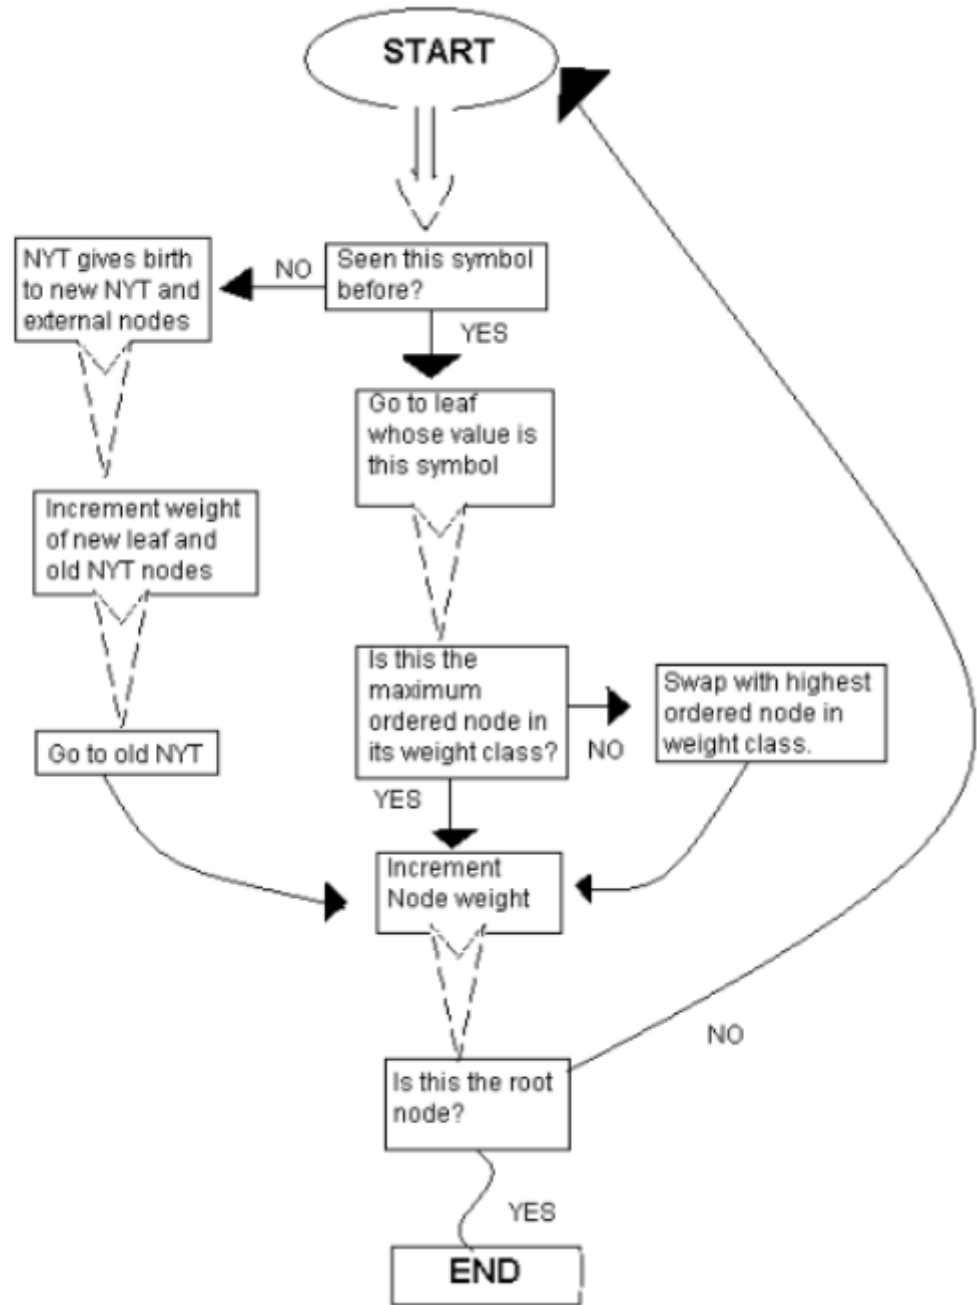 START
Seen this symbol
before?
NO
YES
NYT gives birth
to new NYT and
external nodes
Increment weight
of new leaf and
old NYT nodes
Go to old NYT
Go to leaf
whose value is
this symbol
Is this the
maximum
ordered node in
its weight class?
NO
YES
Swap with highest
ordered node in
weight class.
Increment
Node weight
Is this the root
node?
NO
YES
END